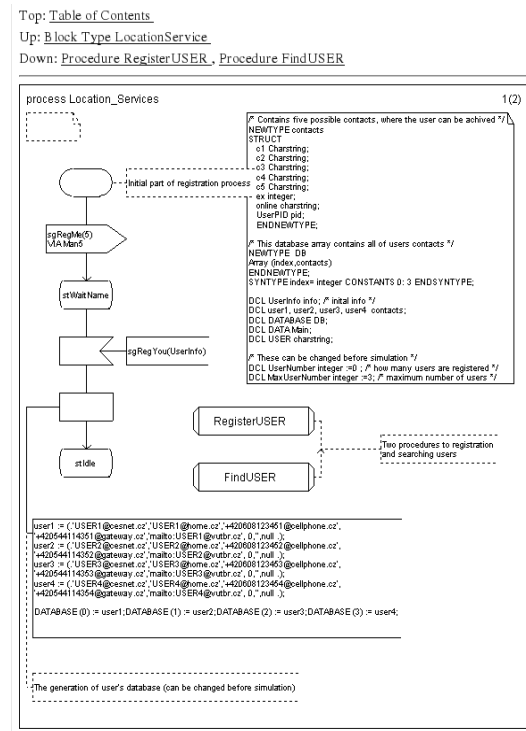 Top: Table of Contents
Up: Block Type LocationService
Down: Procedure RegisterUSER , Procedure FindUSER
process Location_Services
1(2)
/* Contains five possible contacts, where the user can be achived */
NEWTYPE contacts
STRUCT
c1 Charstring;
c2 Charstring;
c3 Charstring;
c4 Charstring;
c5 Charstring;
ex integer;
online charstring;
UserPID pid;
ENDNEWTYPE;
/* This database array contains all of users contacts */
NEWTYPE DB
Array (index,contacts)
ENDNEWTYPE;
SYNTYPE index= integer CONSTANTS 0: 3 ENDSYNTYPE;
DCL UserInfo info; /* inital info */
DCL user1, user2, user3, user4 contacts;
DCL DATABASE DB;
DCL DATAMain;
DCL USER charstring;
/* These can be changed before simulation */
DCL UserNumber integer :=0 ; /* how many users are registered */
DCL MaxUserNumber integer :=3; /* maximum number of users */
Initial part of registration process
sgRegMe(5)
VIA Man5
stWaitName
sgRegYou(UserInfo)
RegisterUSER
Two procedures to registration
and searching users
stIdle
FindUSER
user1 := (.'USER1@cesnet.cz','USER1@home.cz','+420608123451@cellphone.cz',
'+420544114351@gateway.cz','mailto:USER1@vutbr.cz', 0,'',null .);
user2 := (.'USER2@cesnet.cz','USER2@home.cz','+420608123452@cellphone.cz',
'+420544114352@gateway.cz','mailto:USER2@vutbr.cz', 0,'',null .);
user3 := (.'USER3@cesnet.cz','USER3@home.cz','+420608123453@cellphone.cz',
'+420544114353@gateway.cz','mailto:USER3@vutbr.cz', 0,'',null .);
user4 := (.'USER4@cesnet.cz','USER4@home.cz','+420608123454@cellphone.cz',
'+420544114354@gateway.cz','mailto:USER4@vutbr.cz', 0,'',null .);
DATABASE (0) := user1;DATABASE (1) := user2;DATABASE (2) := user3;DATABASE (3) := user4;
The generation of user's database (can be changed before simulation)